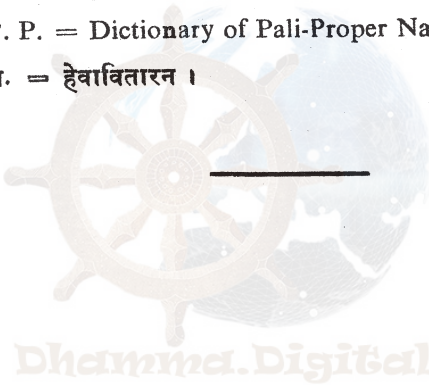 . P. = Dictionary of Pali-Proper Na
. = हेवावितारन ।
Dhamma.Digital